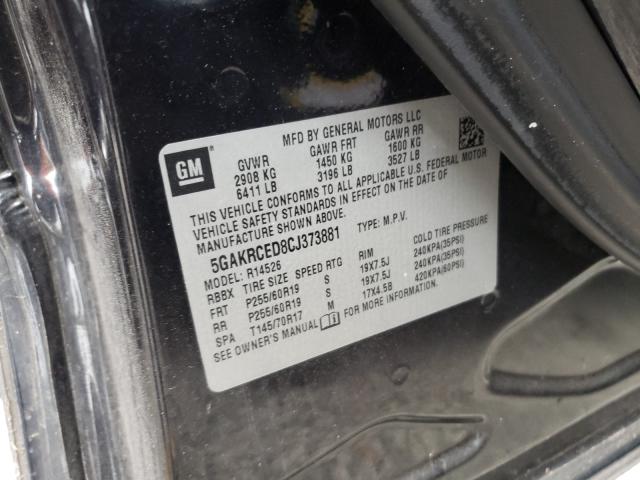 MFD BY GENERAL MOTORS LLC
GM
GVWR GAWR FRT GAWR RR
2908 KG 1450 KG 1600 KG
6411 LB 3196 LB 3527 LB
THIS VEHICLE CONFORMS TO ALL APPLICABLE U.S. FEDERAL MOTOR
VEHICLE SAFETY STANDARDS IN EFFECT ON THE DATE OF
MANUFACTURE SHOWN ABOVE.
5GAKRCED8CJ373881 TYPE: M.P.V.
MODEL: R14526
RBBX TIRE SIZE SPEED RTG RIM COLD TIRE PRESSURE
FRT P255/60R19 S 19X7.5J 240KPA(35PSI)
RR P255/60R19 S 19X7.5J 240KPA(35PSI)
SPA T145/70R17 M 17X4.5B 420KPA(60PSI)
SEE OWNER'S MANUAL FOR MORE INFORMATION.